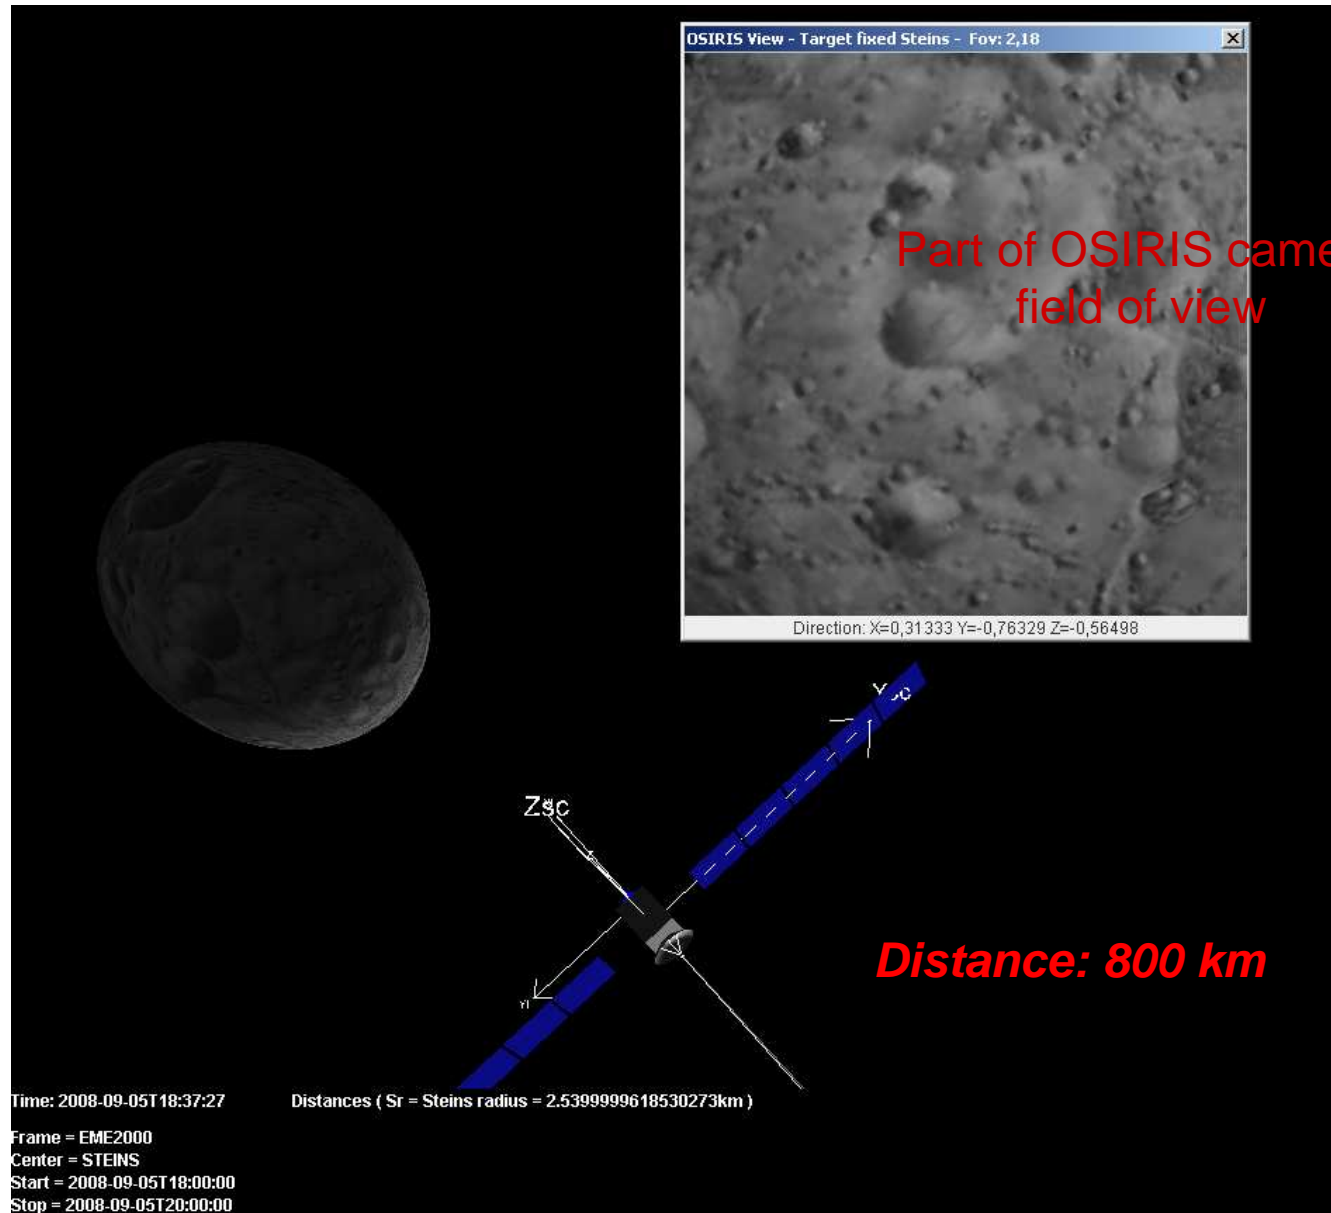 OSIRIS View - Target fixed Steins - Fov: 2,18
Part of OSIRIS came
field of view
Direction: X=0,31333 Y=-0,76329 Z=-0,56498
Zsc
Distance: 800 km
Time: 2008-09-05T18:37:27
Distances ( Sr = Steins radius = 2.5399999618530273km )
Frame = EME2000
Center = STEINS
Start = 2008-09-05T18:00:00
Stop = 2008-09-05T20:00:00